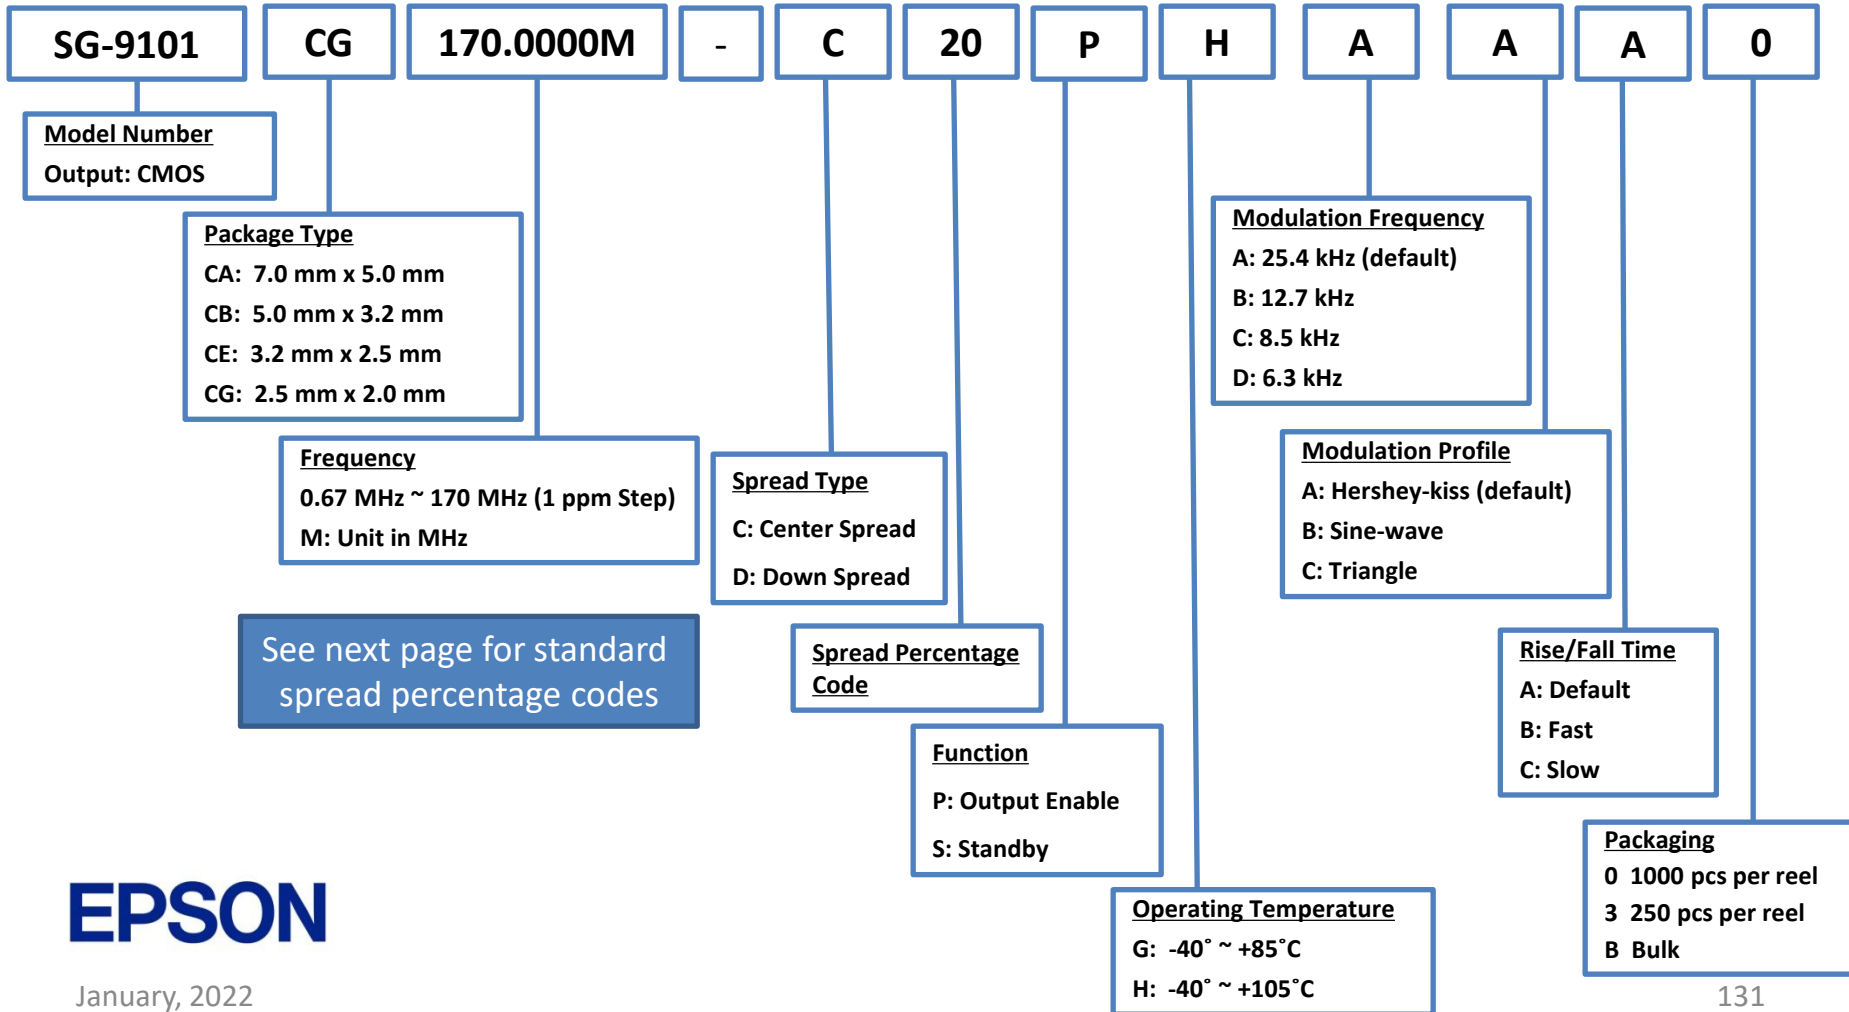 SG-9101 CG 170.0000M - C 20 P H A A A 0
Model Number
Output: CMOS
Package Type
CA: 7.0 mm x 5.0 mm
CB: 5.0 mm x 3.2 mm
CE: 3.2 mm x 2.5 mm
CG: 2.5 mm x 2.0 mm
Frequency
0.67 MHz ~ 170 MHz (1 ppm Step)
M: Unit in MHz
See next page for standard
spread percentage codes
Spread Type
C: Center Spread
D: Down Spread
Spread Percentage
Code
Function
P: Output Enable
S: Standby
Operating Temperature
G: -40˚ ~ +85˚C
H: -40˚ ~ +105˚C
Modulation Frequency
A: 25.4 kHz (default)
B: 12.7 kHz
C: 8.5 kHz
D: 6.3 kHz
Modulation Profile
A: Hershey-kiss (default)
B: Sine-wave
C: Triangle
Rise/Fall Time
A: Default
B: Fast
C: Slow
Packaging
0 1000 pcs per reel
3 250 pcs per reel
B Bulk
EPSON
January, 2022
131